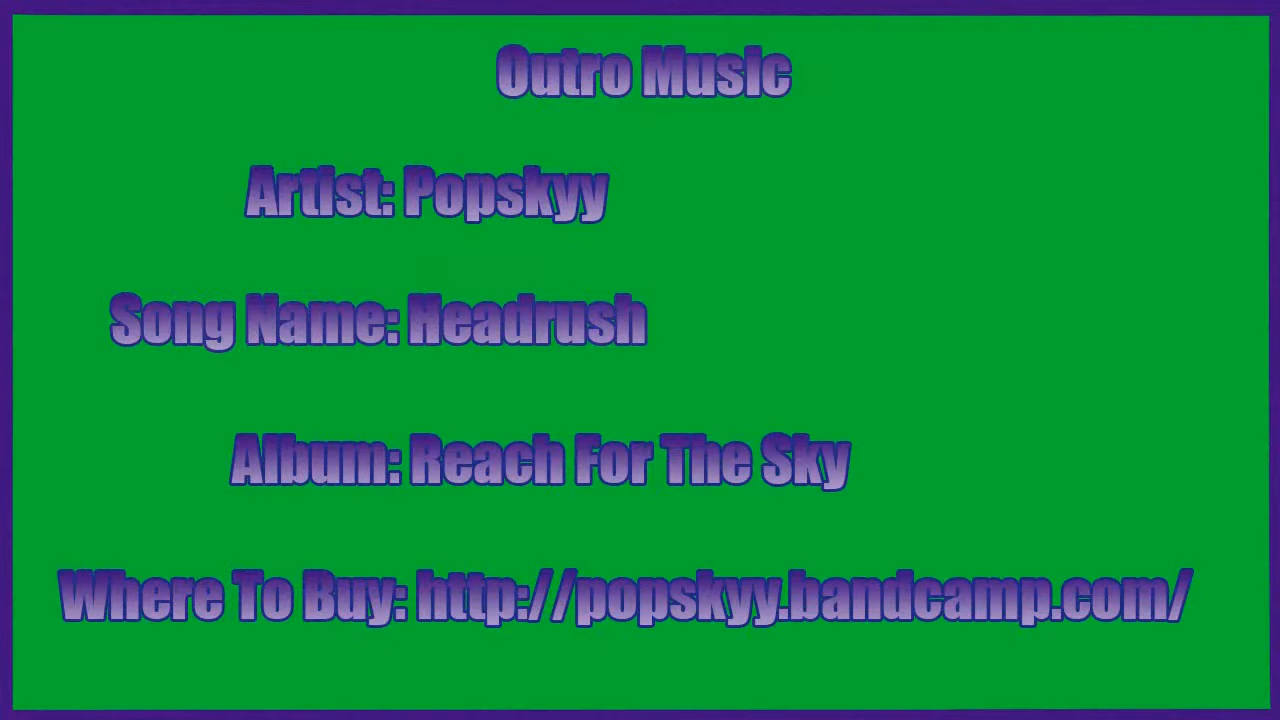 Outro Music
Artist: Popskyy
Song Name: Headrush
Album: Reach For The Sky
Where To Buy: http://popskyy.bandcamp.com/